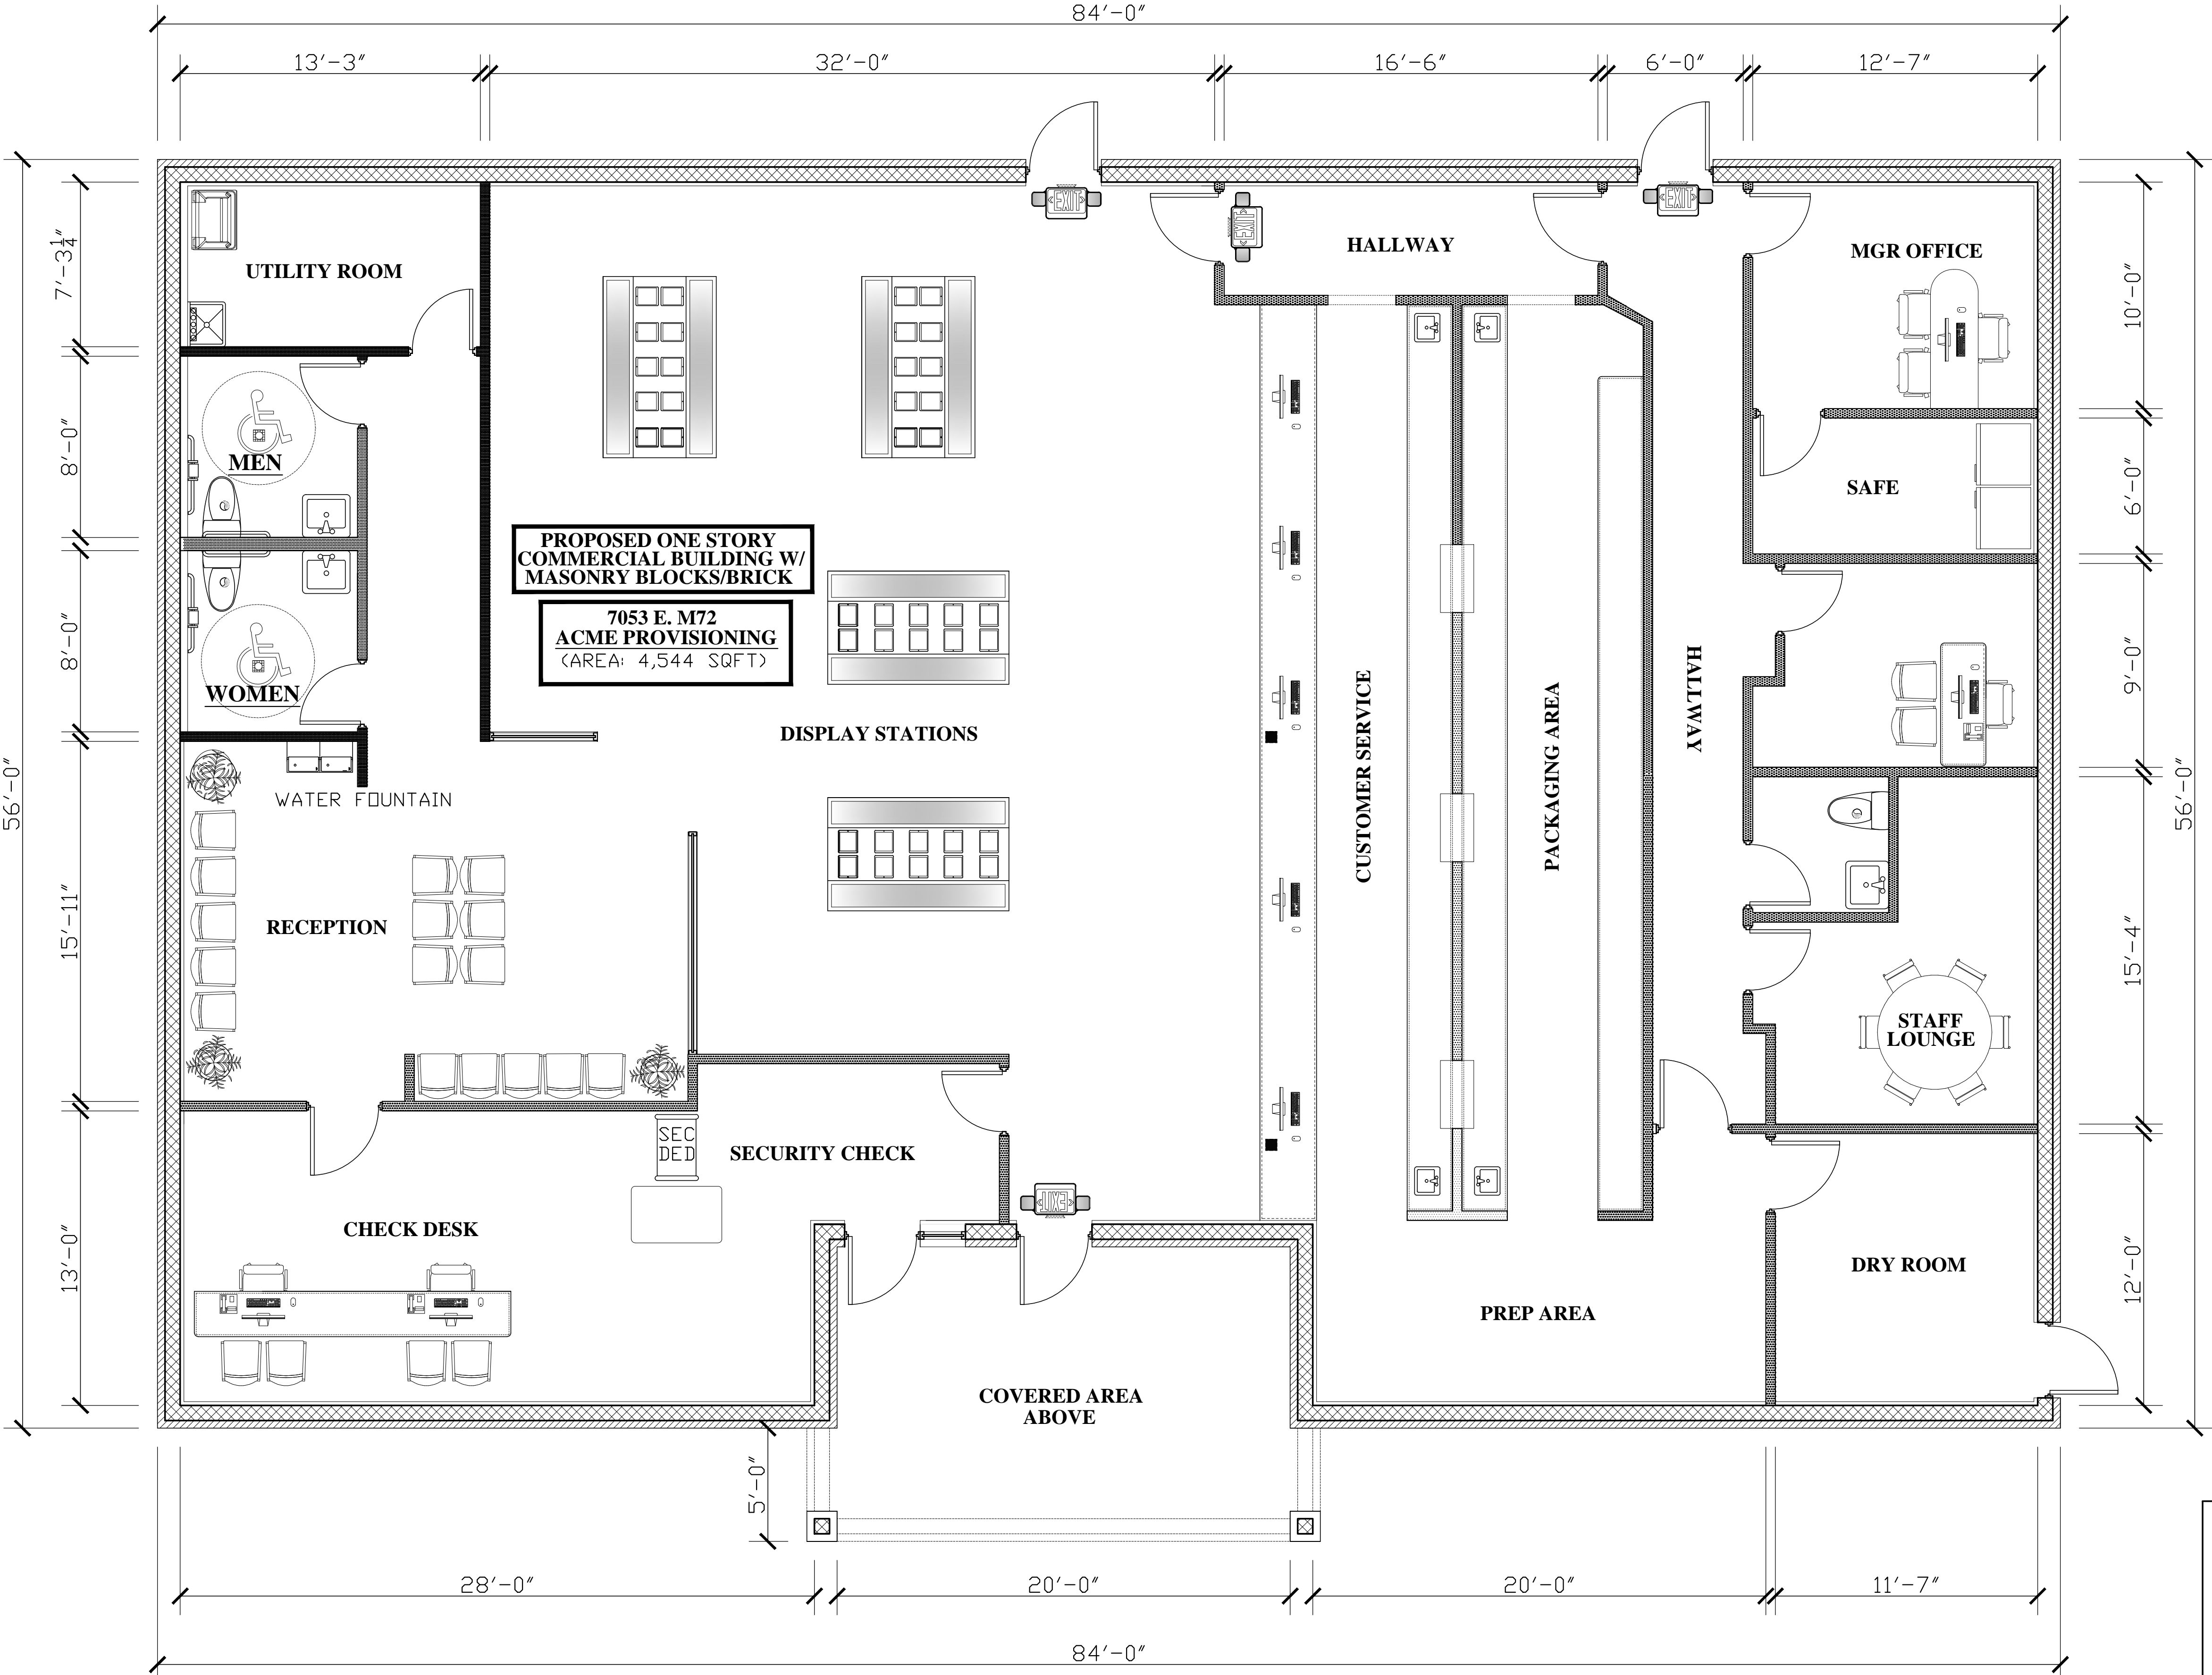 84'-0"
13'-3"
32'-0"
16'-6"
6'-0"
12'-7"
EXIT
EXIT
EXIT
HALLWAY
MGR OFFICE
UTILITY ROOM
7'-3 1/4"
10'-0"
8'-0"
MEN
SAFE
6'-0"
PROPOSED ONE STORY
COMMERCIAL BUILDING W/
MASONRY BLOCKS/BRICK
7053 E. M72
ACME PROVISIONING
(AREA: 4,544 SQFT)
8'-0"
WOMEN
DISPLAY STATIONS
CUSTOMER SERVICE
PACKAGING AREA
HALLWAY
9'-0"
56'-0"
56'-0"
WATER FOUNTAIN
15'-11"
RECEPTION
15'-4"
STAFF
LOUNGE
SEC
DED
SECURITY CHECK
EXIT
13'-0"
CHECK DESK
DRY ROOM
12'-0"
PREP AREA
COVERED AREA
ABOVE
5'-0"
28'-0"
20'-0"
20'-0"
11'-7"
84'-0"